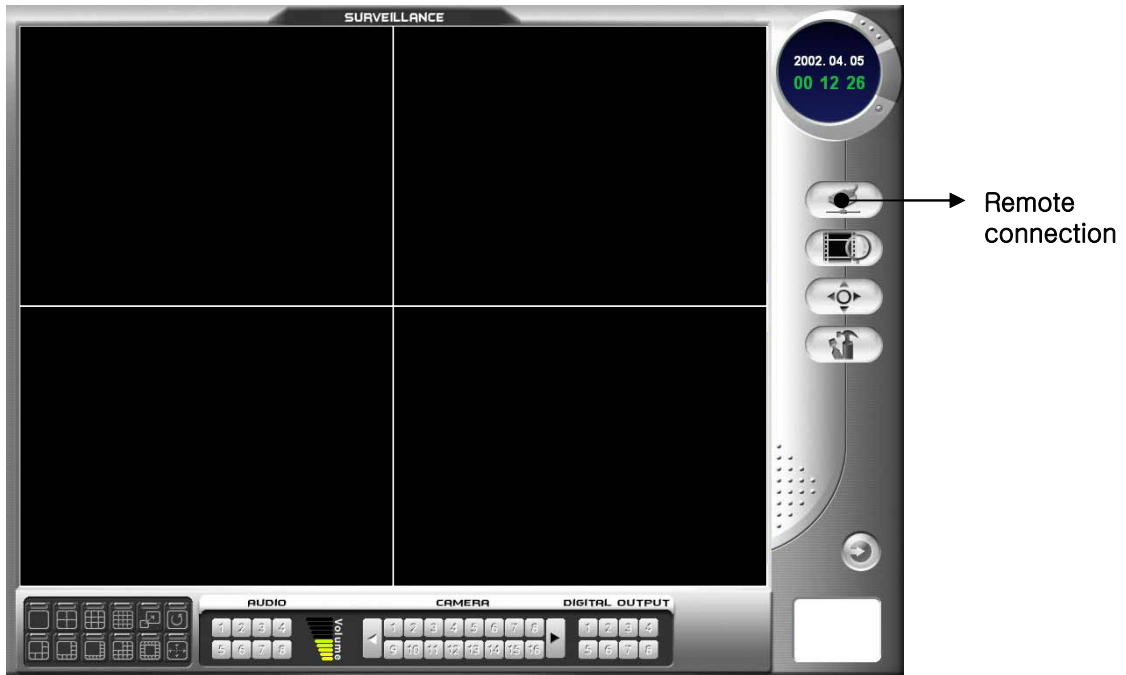 SURVEILLANCE
2002. 04. 05
00 12 26
Remote
connection
AUDIO
CAMERA
DIGITAL OUTPUT
1 2 3 4
5 6 7 8
Volume
1 2 3 4 5 6 7 8
9 10 11 12 13 14 15 16
1 2 3 4
5 6 7 8